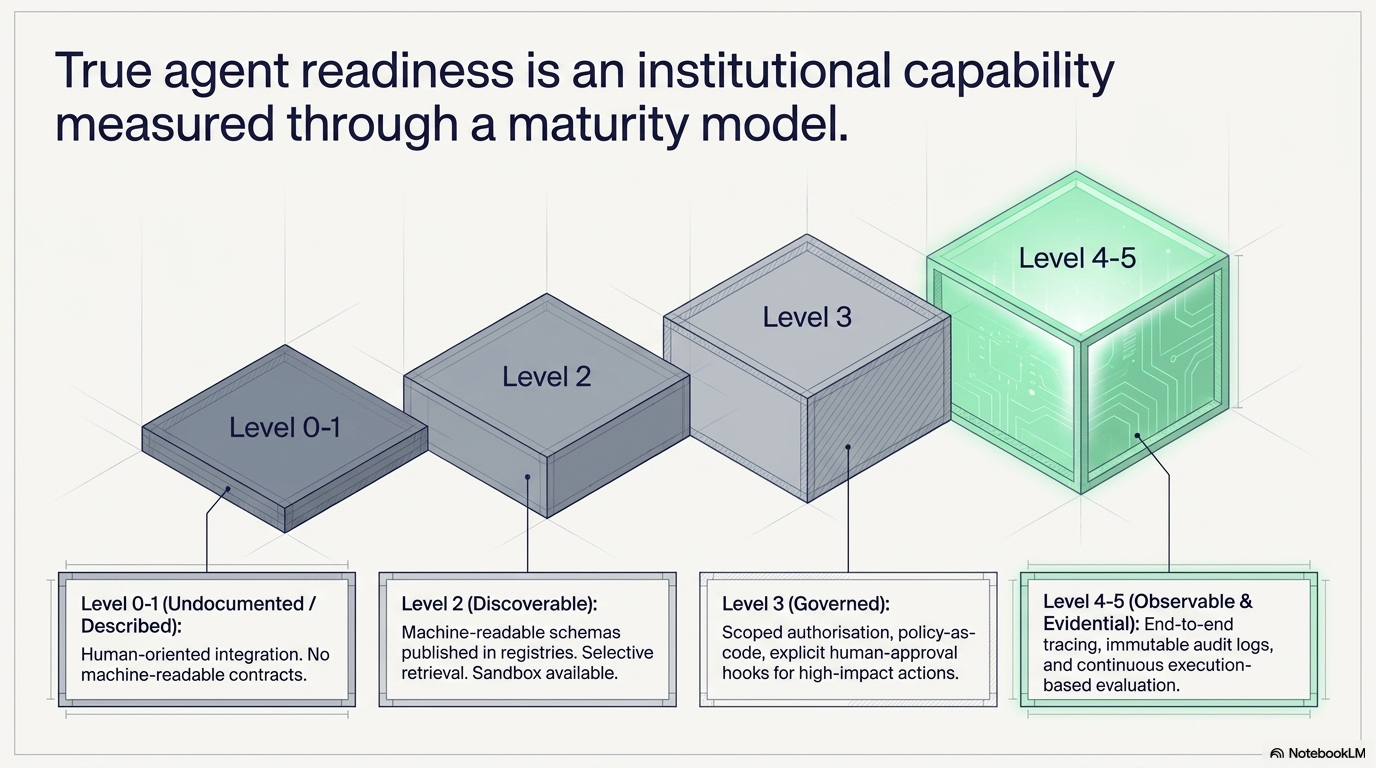 True agent readiness is an institutional capability
measured through a maturity model.
Level 0-1
Level 2
Level 3
Level 4-5
Level 0-1 (Undocumented /
Described):
Human-oriented integration. No
machine-readable contracts.
Level 2 (Discoverable):
Machine-readable schemas
published in registries. Selective
retrieval. Sandbox available.
Level 3 (Governed):
Scoped authorisation, policy-as-
code, explicit human-approval
hooks for high-impact actions.
Level 4-5 (Observable &
Evidential): End-to-end
tracing, immutable audit logs,
and continuous execution-
based evaluation.
NotebookLM